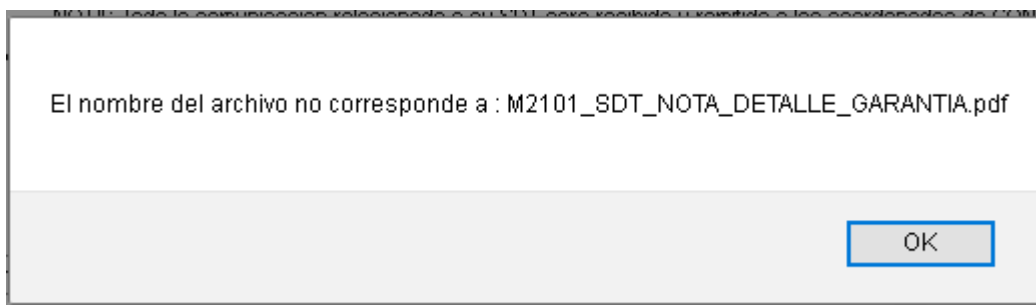 El nombre del archivo no corresponde a : M2101_SDT_NOTA_DETALLE_GARANTIA.pdf
OK